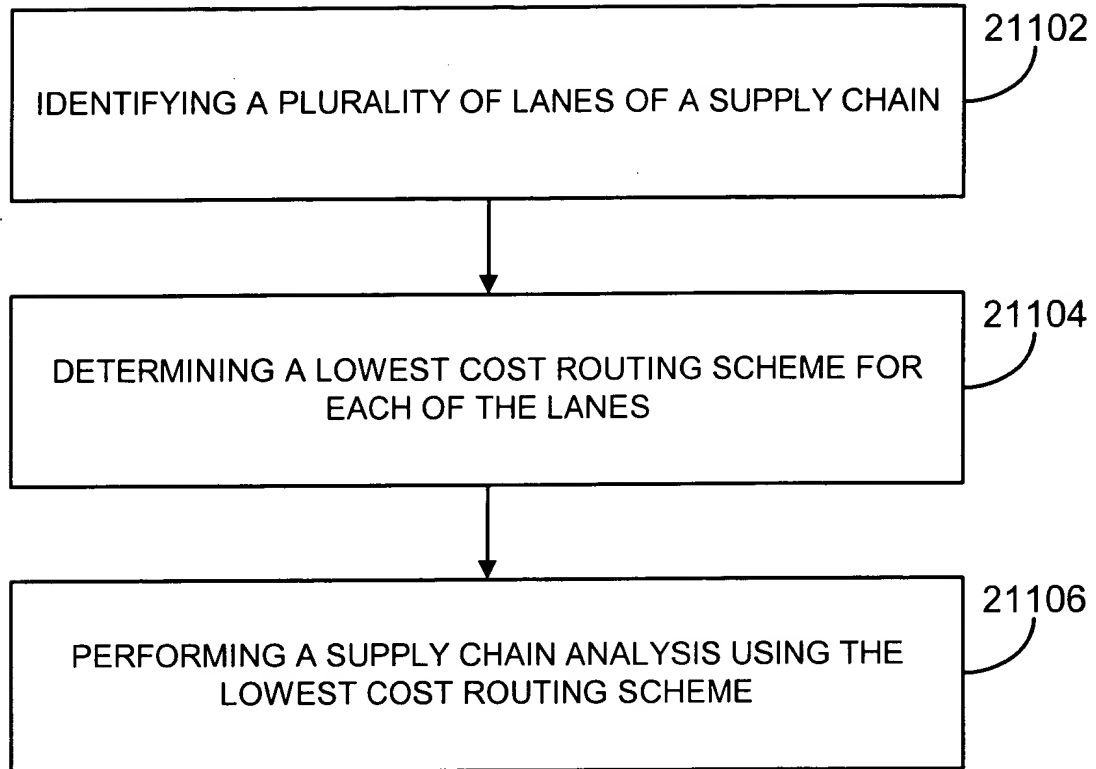 21102
IDENTIFYING A PLURALITY OF LANES OF A SUPPLY CHAIN
21104
DETERMINING A LOWEST COST ROUTING SCHEME FOR
EACH OF THE LANES
21106
PERFORMING A SUPPLY CHAIN ANALYSIS USING THE
LOWEST COST ROUTING SCHEME